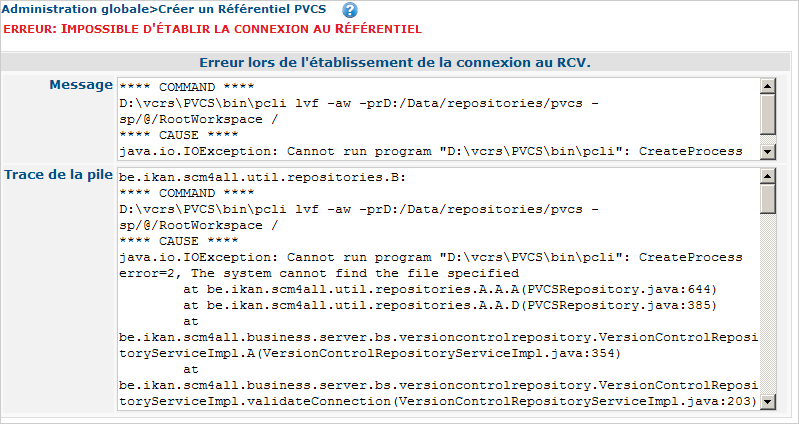 Administration globale>Créer un Référentiel PVCS
ERREUR: IMPOSSIBLE D'ÉTABLIR LA CONNEXION AU RÉFÉRENTIEL
Erreur lors de l'établissement de la connexion au RCV.
Message
**** COMMAND ****
D:\vcrs\PVCS\bin\pcli lvf -aw -prD:/Data/repositories/pvcs -
sp/@/RootWorkspace /
**** CAUSE ****
java.io.IOException: Cannot run program "D:\vcrs\PVCS\bin\pcli": CreateProcess
Trace de la pile
be.ikan.scm4all.util.repositories.B:
**** COMMAND ****
D:\vcrs\PVCS\bin\pcli lvf -aw -prD:/Data/repositories/pvcs -
sp/@/RootWorkspace /
**** CAUSE ****
java.io.IOException: Cannot run program "D:\vcrs\PVCS\bin\pcli": CreateProcess
error=2, The system cannot find the file specified
at be.ikan.scm4all.util.repositories.A.A.A(PVCSRepository.java:644)
at be.ikan.scm4all.util.repositories.A.A.D(PVCSRepository.java:385)
at
be.ikan.scm4all.business.server.bs.versioncontrolrepository.VersionControlReposi
toryServiceImpl.A(VersionControlRepositoryServiceImpl.java:354)
at
be.ikan.scm4all.business.server.bs.versioncontrolrepository.VersionControlReposi
toryServiceImpl.validateConnection(VersionControlRepositoryServiceImpl.java:203)